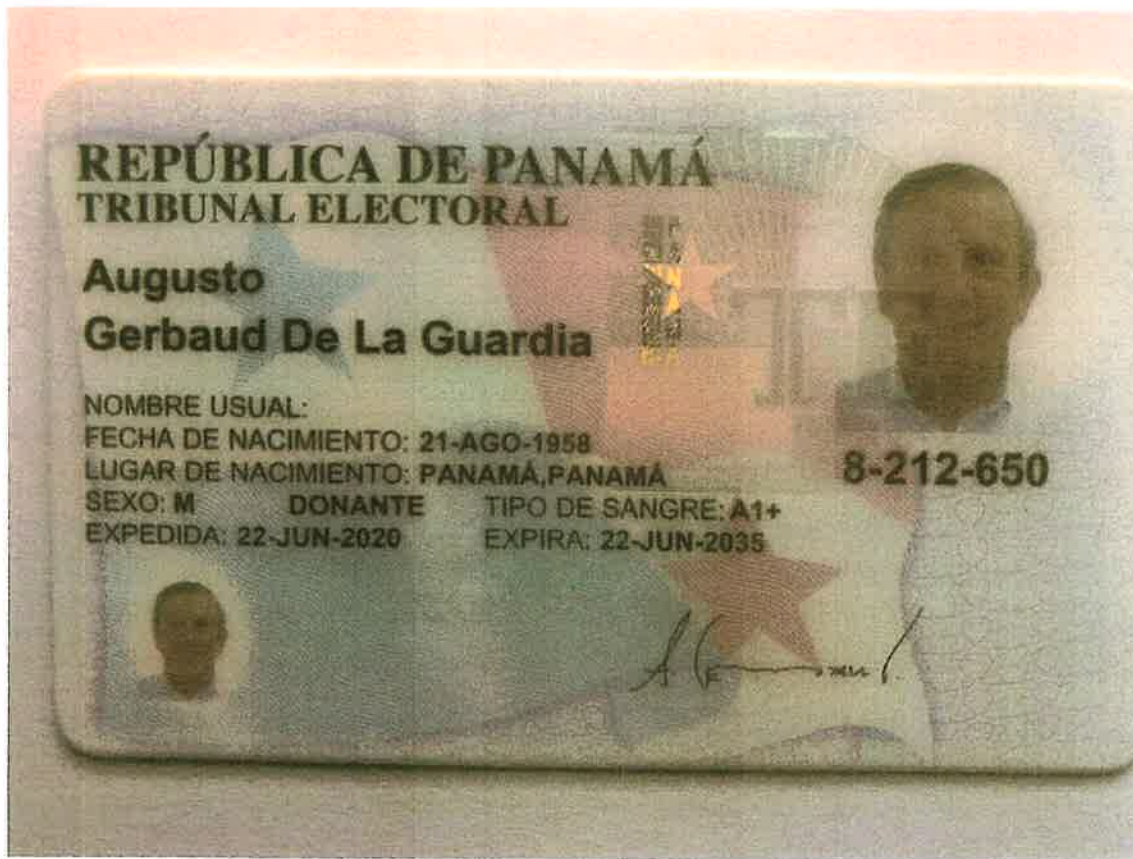 REPÚBLICA DE PANAMÁ
TRIBUNAL ELECTORAL
Augusto
Gerbaud De La Guardia
NOMBRE USUAL:
FECHA DE NACIMIENTO: 21-AGO-1958
LUGAR DE NACIMIENTO: PANAMÁ,PANAMÁ
SEXO: M DONANTE TIPO DE SANGRE: A1+
EXPEDIDA: 22-JUN-2020 EXPIRA: 22-JUN-2035
8-212-650